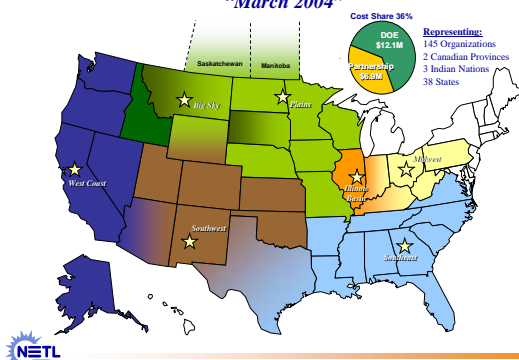 "March 2004"
Cost Share 36%
DOE
$12.1M
Partnership
$6.9M
Representing:
145 Organizations
2 Canadian Provinces
3 Indian Nations
38 States
Saskatchewan
Manitoba
Big Sky
Plains
Midwest
West Coast
Illinois
Basin
Southwest
Southeast
NETL